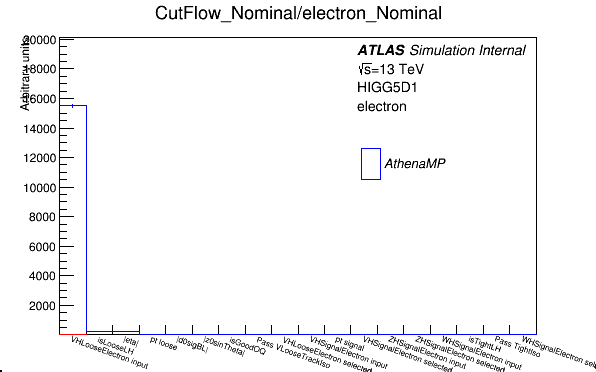 CutFlow_Nominal/electron_Nominal
Arbitrary units
20000
18000
16000
14000
12000
10000
8000
6000
4000
2000
ATLAS Simulation Internal
√s=13 TeV
HIGG5D1
electron
AthenaMP
VHLooseElectron input
isLooseLH
|eta|
pt loose
|d0sigBL|
|z0sinTheta|
isGoodOQ
Pass VLooseTrackIso
VHLooseElectron selected
VHSignalElectron input
pt signal
VHSignalElectron selected
ZHSignalElectron input
ZHSignalElectron selected
WHSignalElectron input
isTightLH
Pass TightIso
WHSignalElectron sel